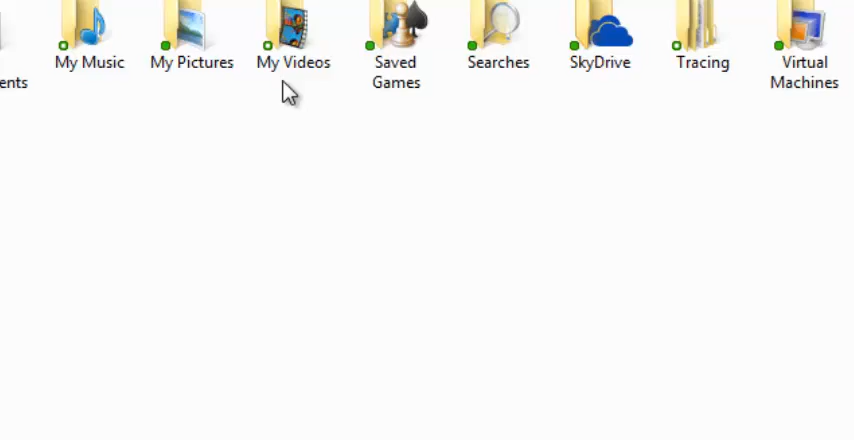 My Music My Pictures My Videos Saved Searches SkyDrive Tracing Virtual
ents Games Machines